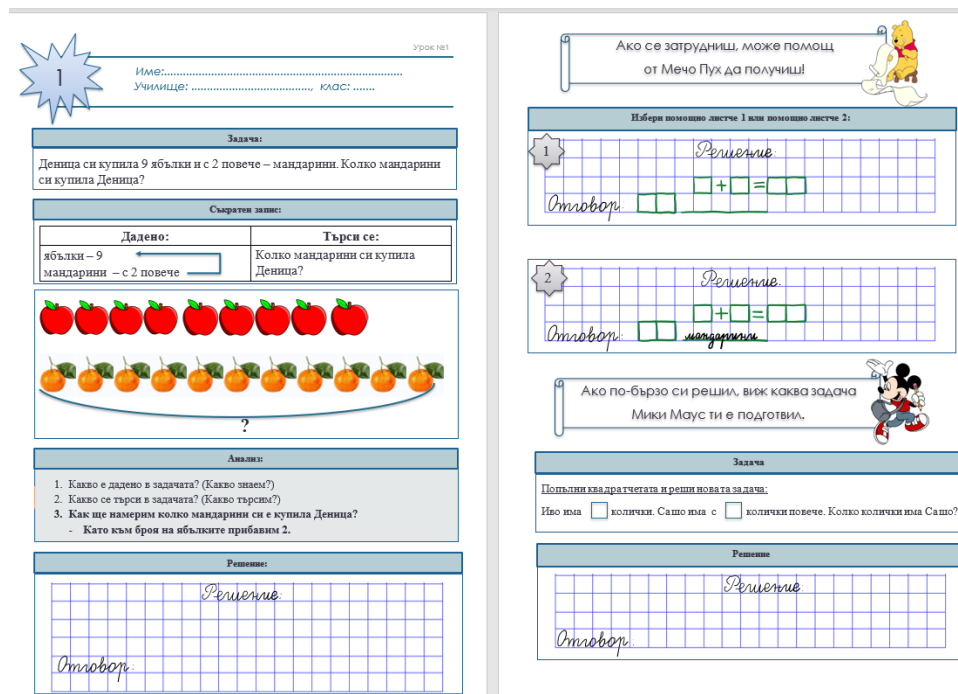 Урок №1
1
Име:........................................................................
Училище: ...................................., клас: .......
Задача:
Деница си купила 9 ябълки и с 2 повече – мандарини. Колко мандарини
си купила Деница?
Съкратен запис:
Дадено:
Търси се:
ябълки – 9
мандарини – с 2 повече
Колко мандарини си купила
Деница?
?
Анализ:
1. Какво е дадено в задачата? (Какво знаем?)
2. Какво се търси в задачата? (Какво търсим?)
3. Как ще намерим колко мандарини си е купила Деница?
- Като към броя на ябълките прибавим 2.
Решение:
Решение:
Отговор:
Ако се затрудниш, може помощ
от Мечо Пух да получиш!
Избери помощно листче 1 или помощно листче 2:
1
Решение:
+ =
Отговор:
2
Решение.
+ =
Отговор: мандарини
Ако по-бързо си решил, виж каква задача
Мики Маус ти е подготвил.
Задача
Попълни квадратчетата и реши новата задача:
Иво има колички. Сашо има с колички повече. Колко колички има Сашо?
Решение
Решение:
Отговор: